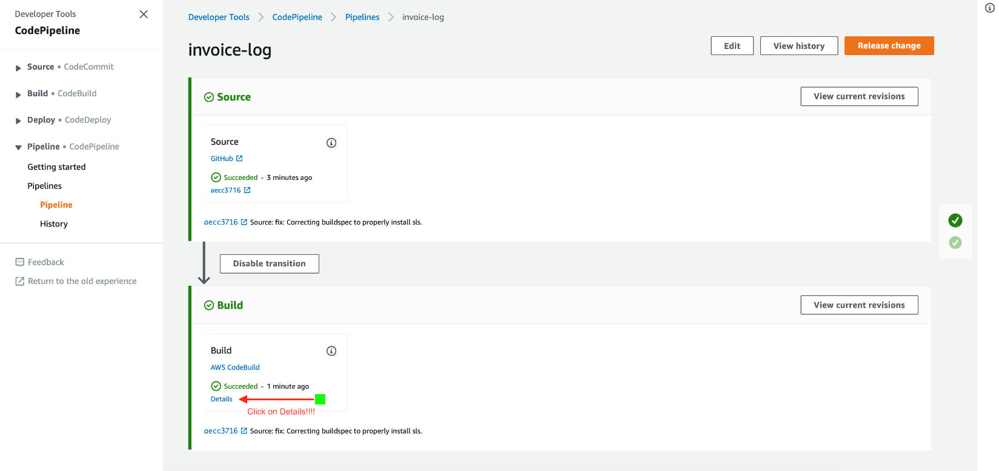 Developer Tools
CodePipeline
Source • CodeCommit
Build • CodeBuild
Deploy • CodeDeploy
Pipeline • CodePipeline
Getting started
Pipelines
Pipeline
History
Feedback
Return to the old experience
Developer Tools CodePipeline Pipelines invoice-log
invoice-log
Edit View history Release change
Source
View current revisions
Source
GitHub
Succeeded - 3 minutes ago
aecc3716
aecc3716 Source: fix: Correcting buildspec to properly install sls.
Disable transition
Build
View current revisions
Build
AWS CodeBuild
Succeeded - 1 minute ago
Details
Click on Details!!!!
aecc3716 Source: fix: Correcting buildspec to properly install sls.